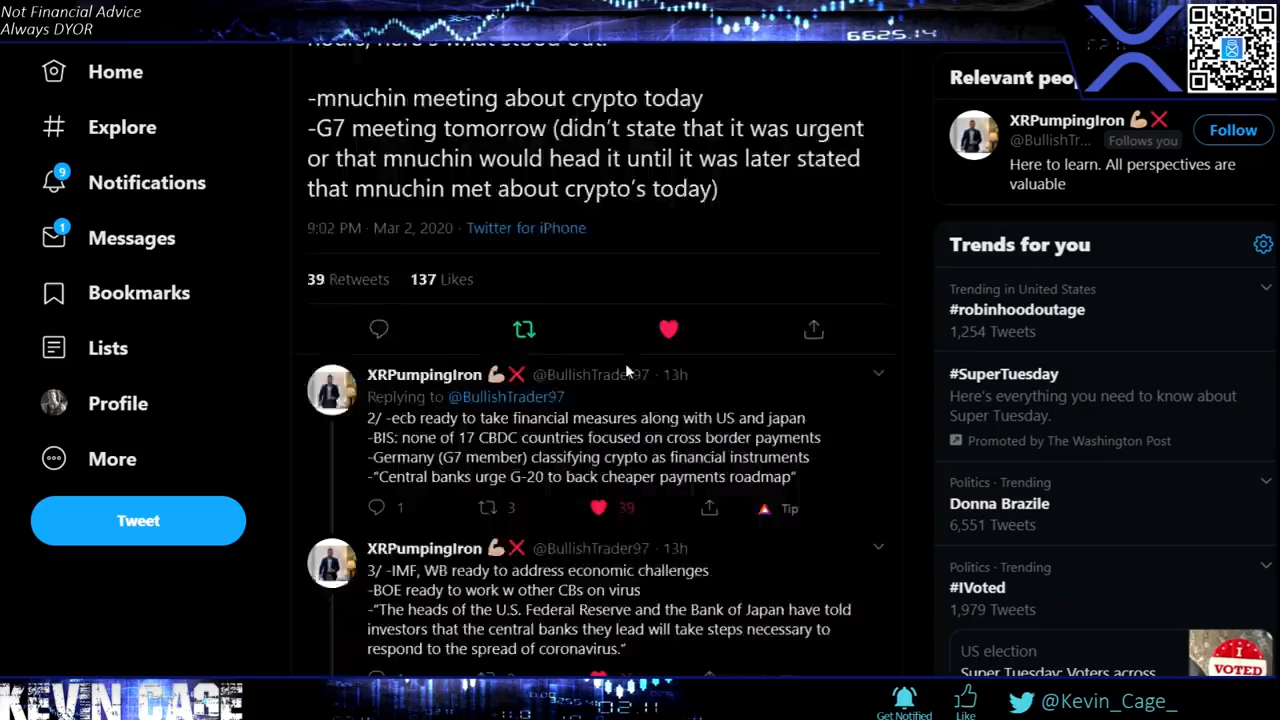 Not Financial Advice
Always DYOR
6625.14
hours, here's what stood out:
Home
Explore
9
Notifications
1
Messages
Bookmarks
Lists
Profile
More
Tweet
-mnuchin meeting about crypto today
-G7 meeting tomorrow (didn't state that it was urgent
or that mnuchin would head it until it was later stated
that mnuchin met about crypto's today)
9:02 PM · Mar 2, 2020 · Twitter for iPhone
39 Retweets 137 Likes
XRPumpingIron 💪🏼❌ @BullishTrader97 · 13h
Replying to @BullishTrader97
2/ -ecb ready to take financial measures along with US and japan
-BIS: none of 17 CBDC countries focused on cross border payments
-Germany (G7 member) classifying crypto as financial instruments
-"Central banks urge G-20 to back cheaper payments roadmap"
1 3 39 Tip
XRPumpingIron 💪🏼❌ @BullishTrader97 · 13h
3/ -IMF, WB ready to address economic challenges
-BOE ready to work w other CBs on virus
-"The heads of the U.S. Federal Reserve and the Bank of Japan have told
investors that the central banks they lead will take steps necessary to
respond to the spread of coronavirus."
Relevant peo
XRPumpingIron 💪🏼❌
@BullishTr... Follows you
Follow
Here to learn. All perspectives are
valuable
Trends for you
Trending in United States
#robinhoodoutage
1,254 Tweets
#SuperTuesday
Here's everything you need to know about
Super Tuesday.
Promoted by The Washington Post
Politics · Trending
Donna Brazile
6,551 Tweets
Politics · Trending
#IVoted
1,979 Tweets
US election
Super Tuesday: Voters across
I
VOTED
KEVIN CAGE
Get Notified
Like
@Kevin_Cage_